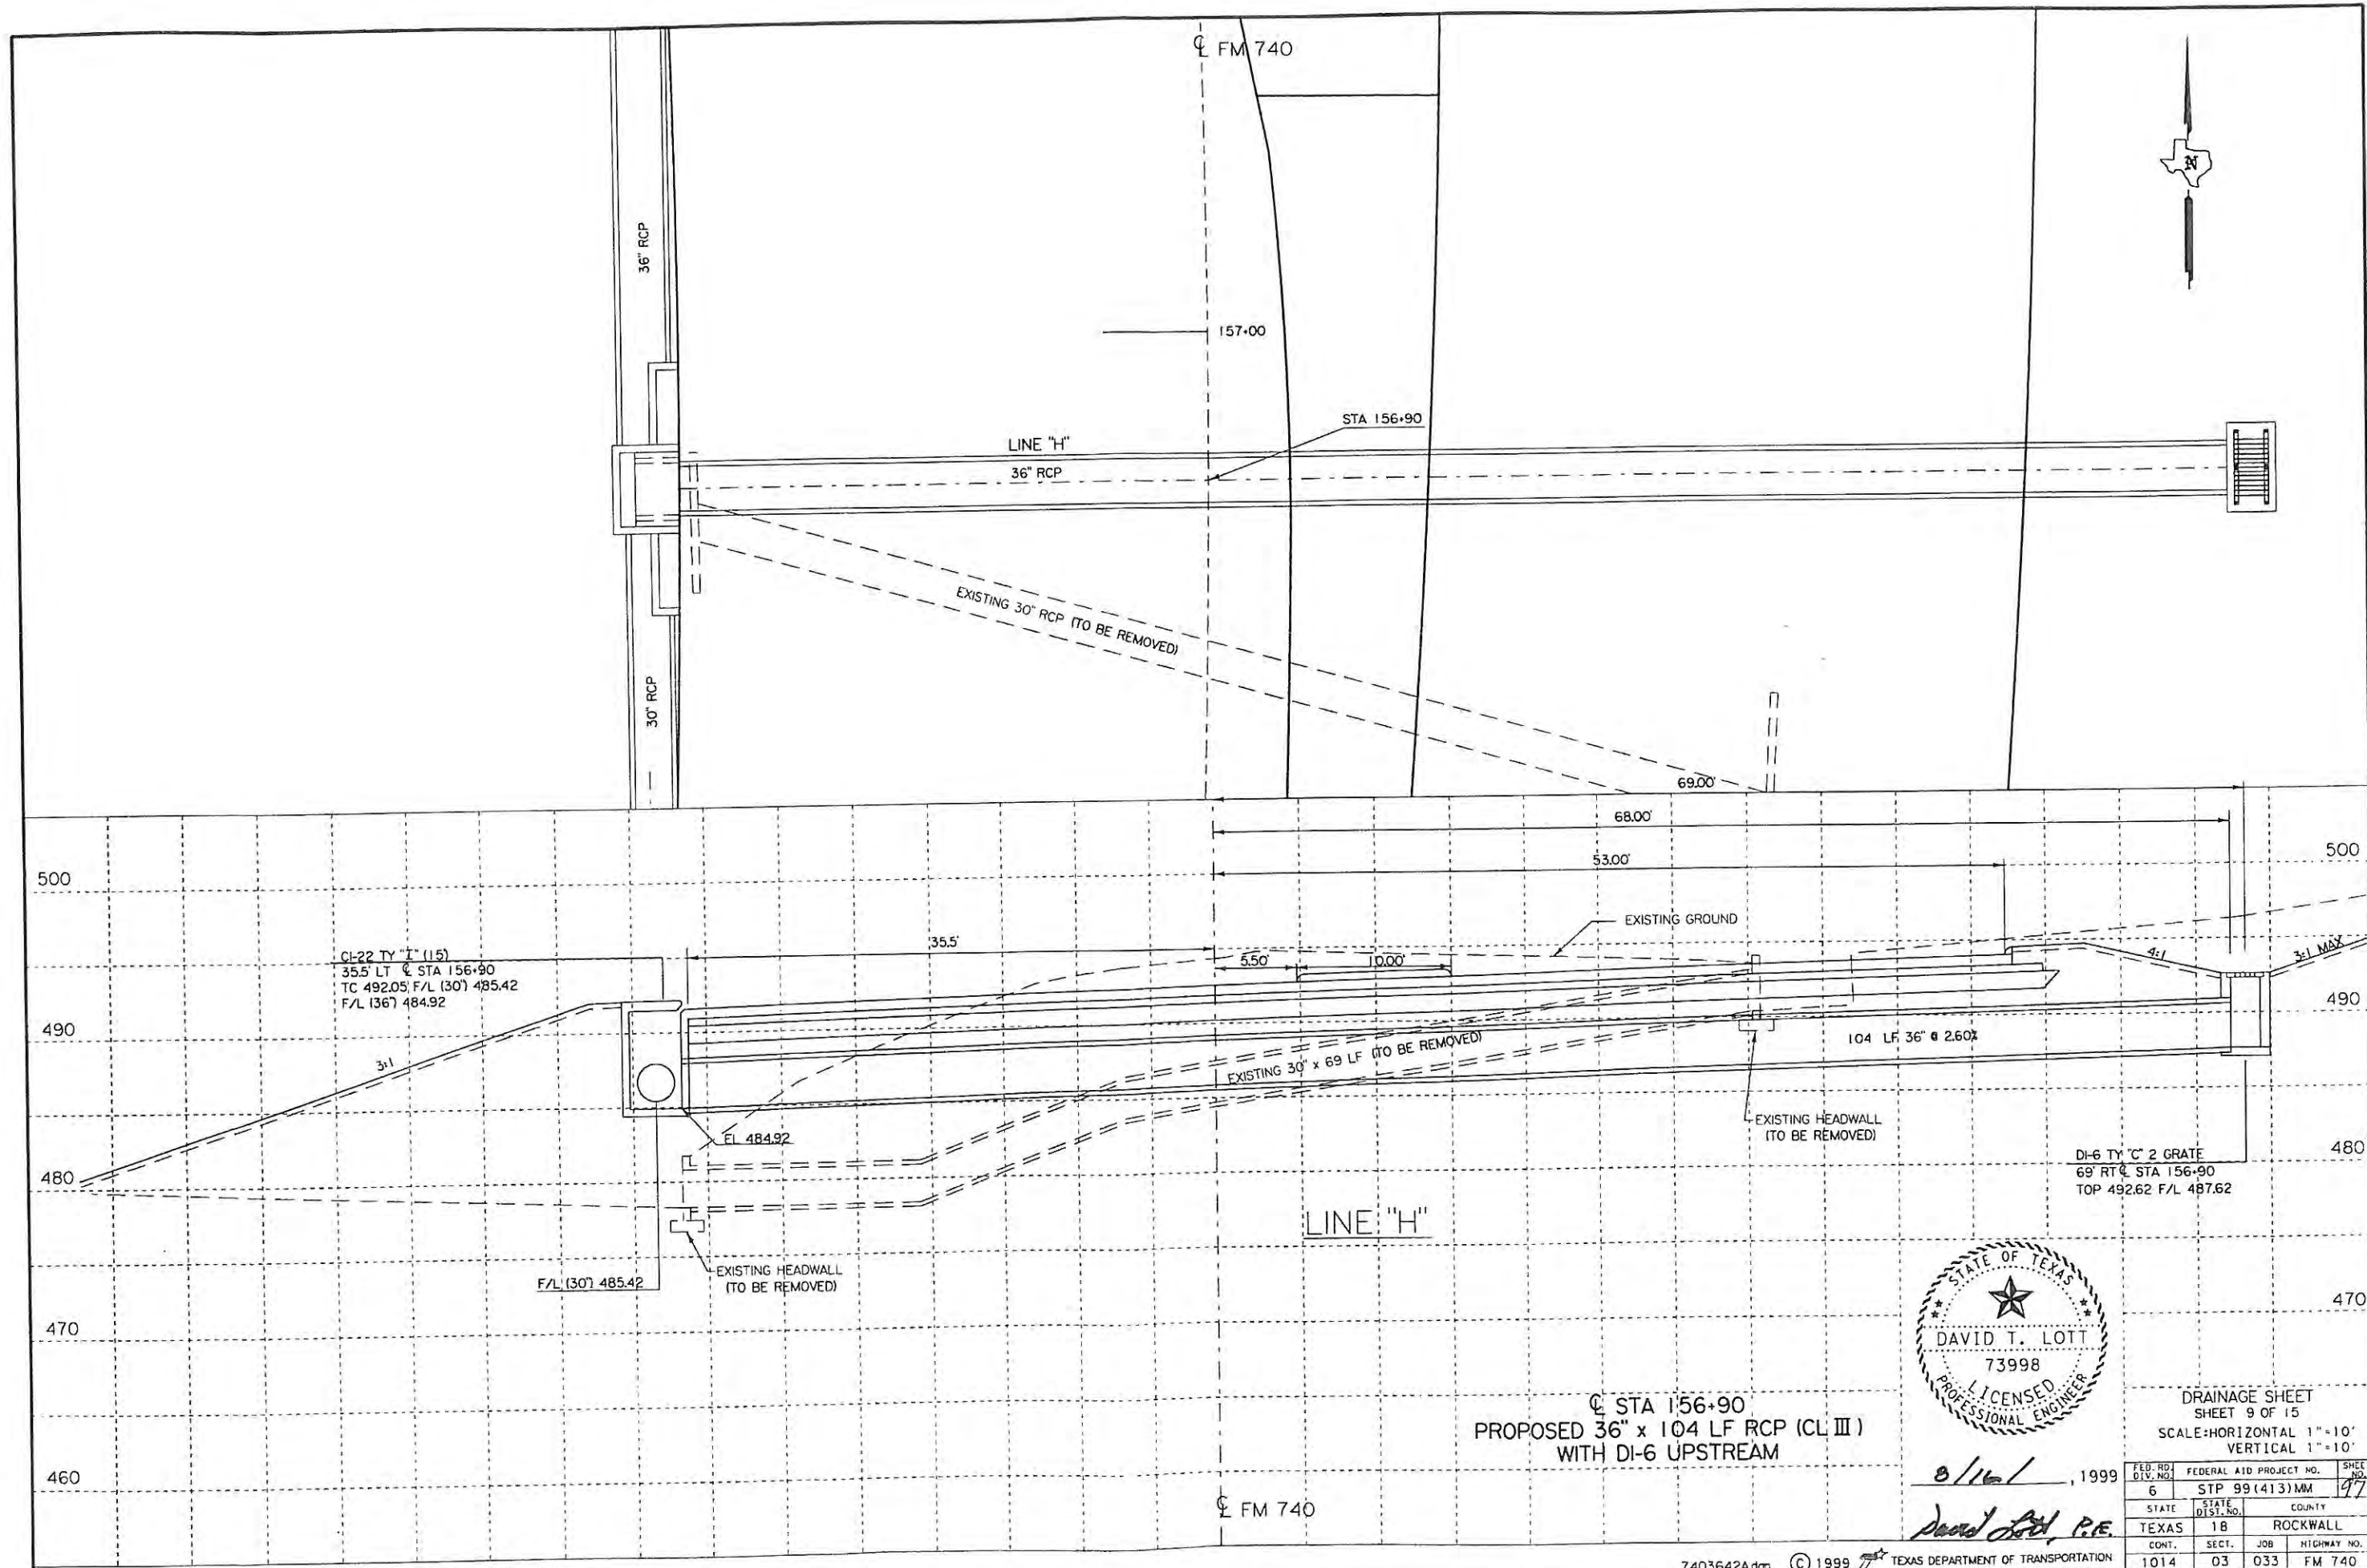 ℄ FM 740
N
36" RCP
157+00
STA 156+90
LINE "H"
36" RCP
EXISTING 30" RCP (TO BE REMOVED)
30" RCP
69.00'
68.00'
53.00'
500
500
EXISTING GROUND
35.5'
5.50'
10.00'
CI-22 TY "I" (15)
35.5' LT ℄ STA 156+90
TC 492.05, F/L (30") 485.42
F/L (36") 484.92
4:1
3:1 MAX
490
490
3:1
104 LF 36" @ 2.60%
EXISTING 30" x 69 LF (TO BE REMOVED)
EL 484.92
EXISTING HEADWALL
(TO BE REMOVED)
480
480
DI-6 TY "C" 2 GRATE
69' RT ℄ STA 156+90
TOP 492.62 F/L 487.62
LINE "H"
F/L (30") 485.42
EXISTING HEADWALL
(TO BE REMOVED)
470
470
STATE OF TEXAS
DAVID T. LOTT
73998
LICENSED
PROFESSIONAL ENGINEER
℄ STA 156+90
PROPOSED 36" x 104 LF RCP (CL III)
WITH DI-6 UPSTREAM
460
℄ FM 740
DRAINAGE SHEET
SHEET 9 OF 15
SCALE:HORIZONTAL 1"=10'
VERTICAL 1"=10'
8/16/ , 1999
David Lott, P.E.
FED. RD. DIV. NO. FEDERAL AID PROJECT NO. NO.
6 STP 99(413)MM 97
STATE STATE DIST. NO. COUNTY
TEXAS 18 ROCKWALL
CONT. SECT. JOB HIGHWAY NO.
1014 03 033 FM 740
7403642A.dgn © 1999 TEXAS DEPARTMENT OF TRANSPORTATION